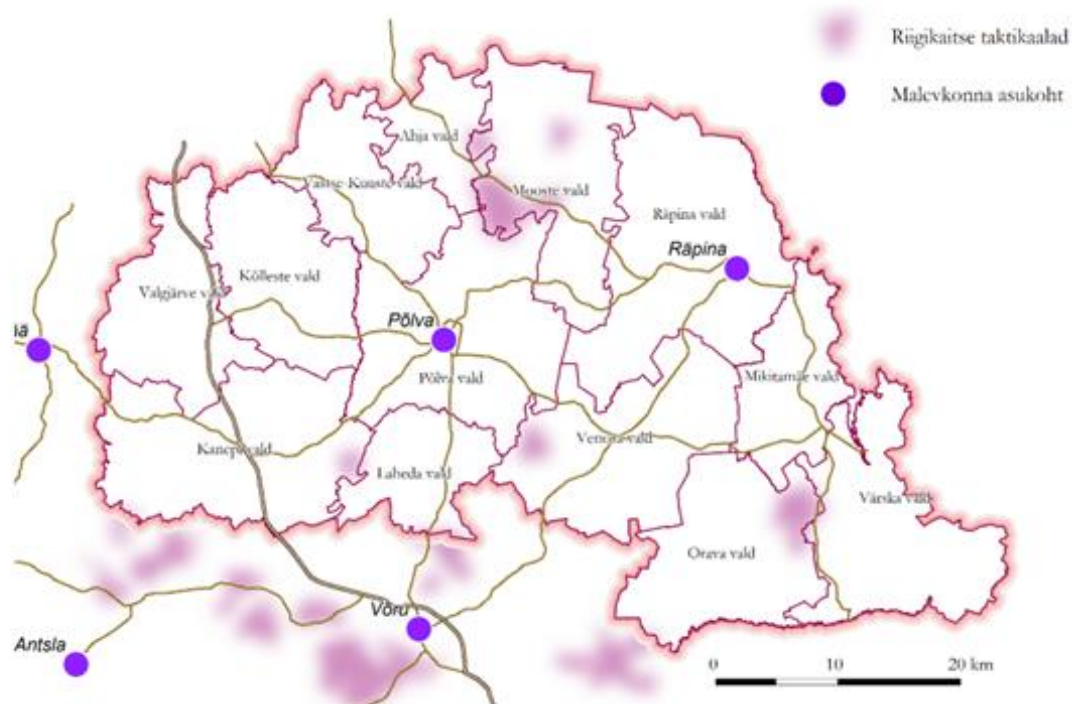 Riigikaitse taktikaalad
Malevkonna asukoht
Ahja vald
Vastse-Kuuste vald
Mooste vald
Räpina vald
Räpina
Kõlleste vald
Valgjärve vald
Põlva
ää
Põlva vald
Mikitamäe vald
Kanepi vald
Veriora vald
Laheda vald
Värska vald
Orava vald
Võru
Antsla
0 10 20 km